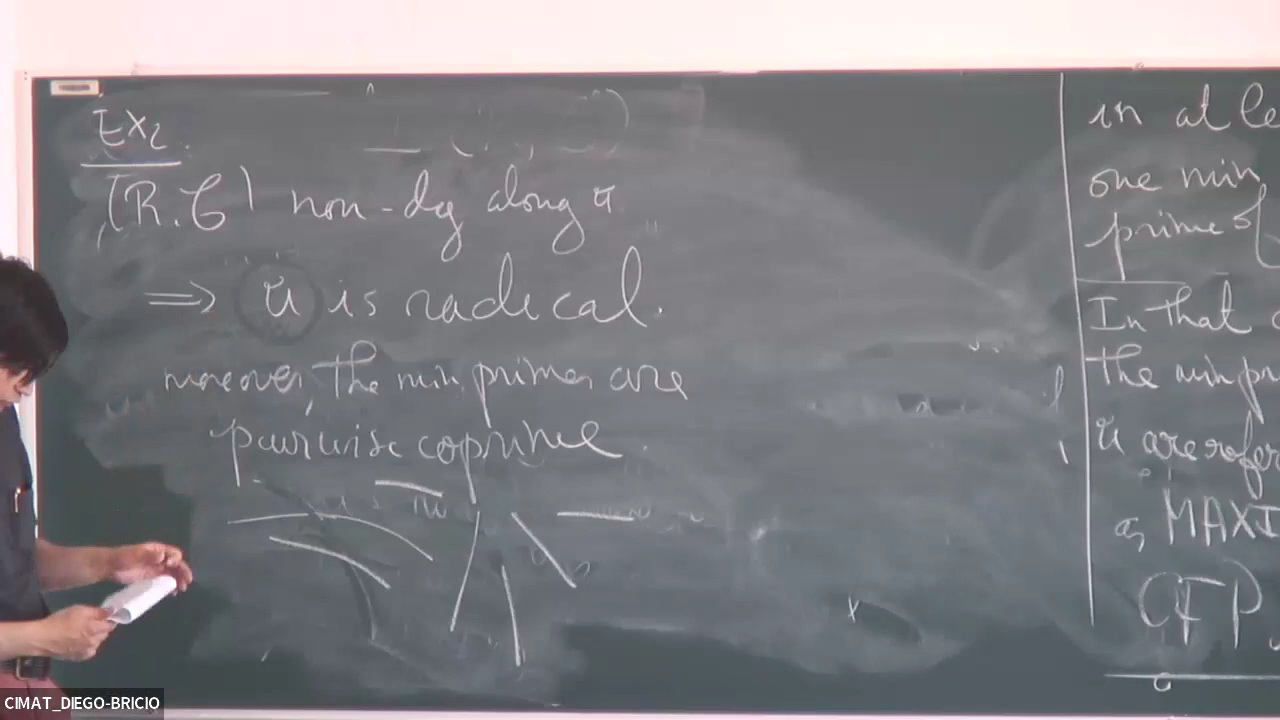 Ex2.
(R.C) non-deg along a
⇒ a is radical.
moreover, the min primes are
pairwise coprime.
in at le
one min
prime of
In that c
the min pr
a are refer
as MAXI
CFP
CIMAT_DIEGO-BRICIO